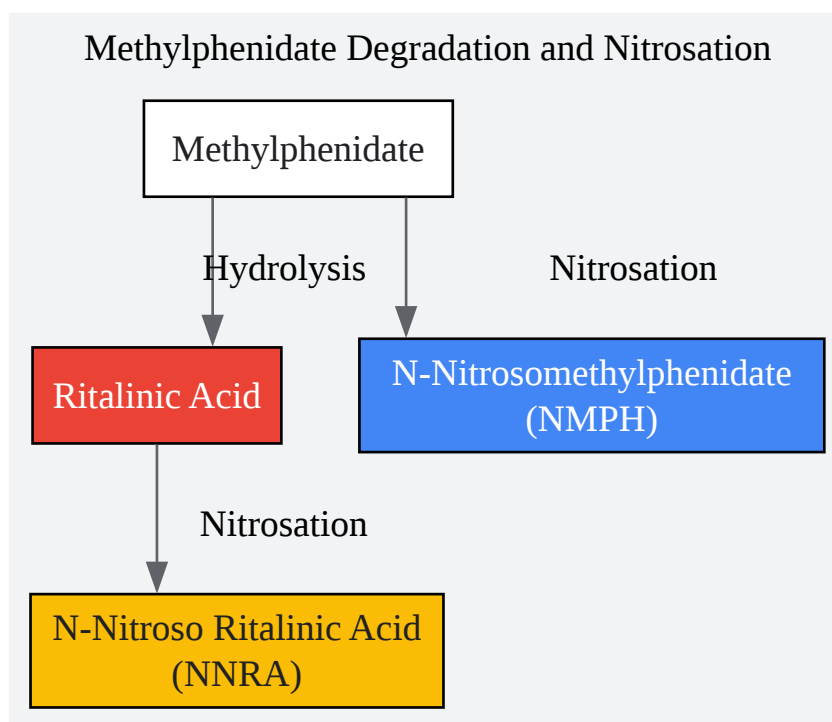 Methylphenidate Degradation and Nitrosation
Methylphenidate
Hydrolysis
Nitrosation
Ritalinic Acid
N-Nitrosomethylphenidate
(NMPH)
Nitrosation
N-Nitroso Ritalinic Acid
(NNRA)